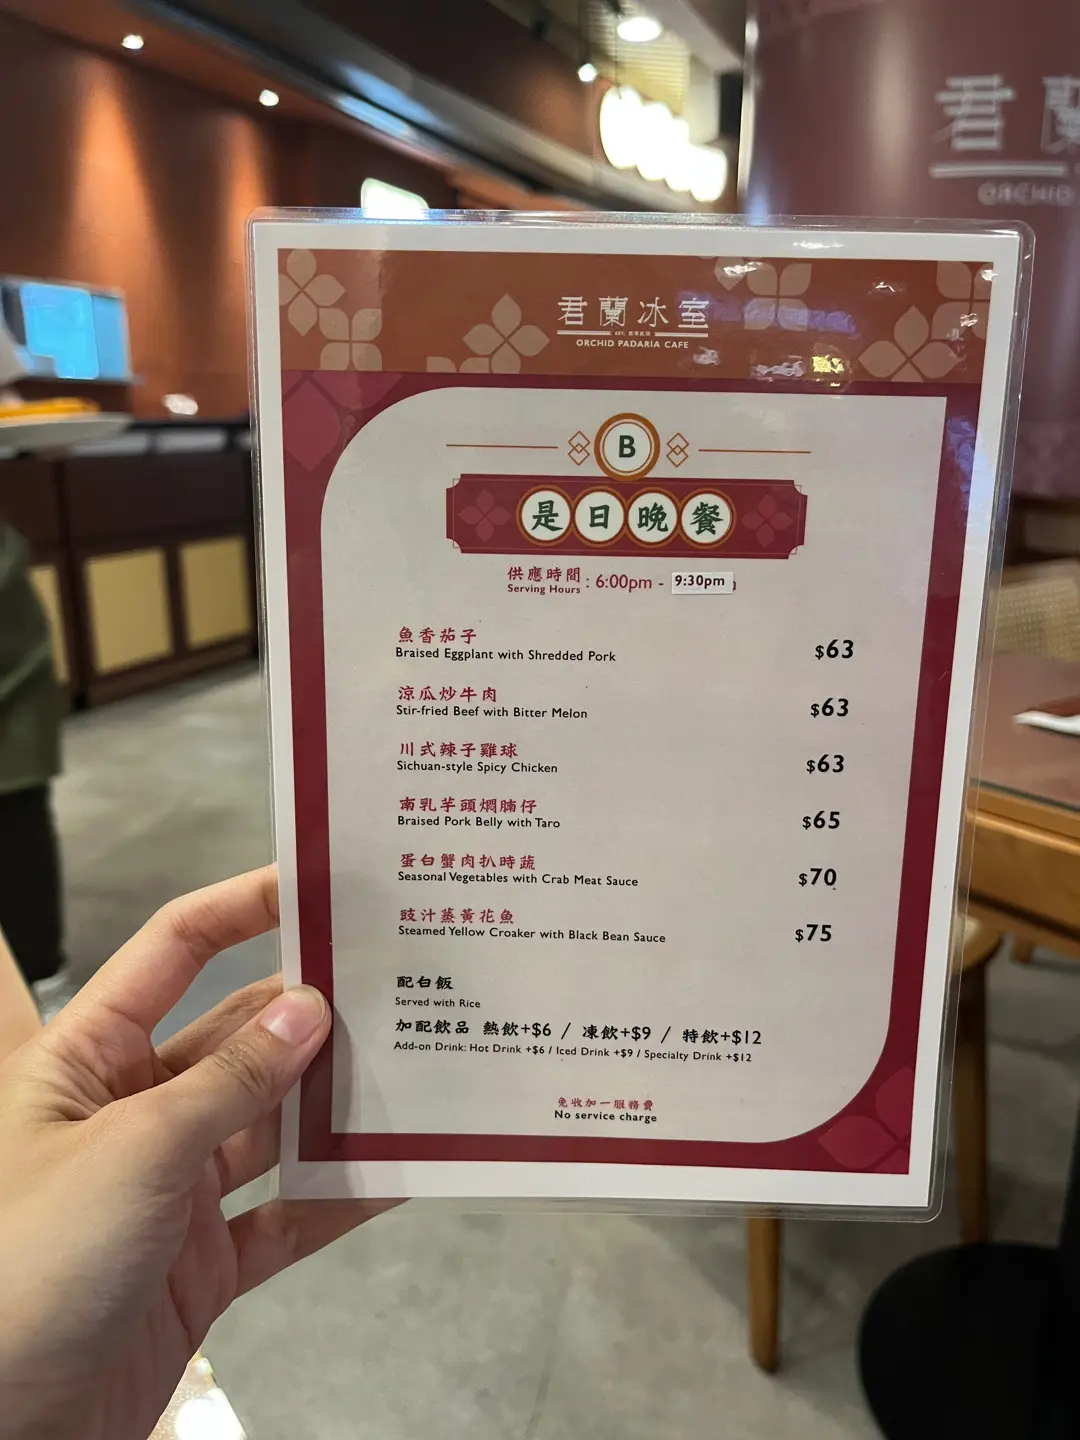 君蘭
ORCHID
君蘭冰室
ORCHID PADARIA CAFE
B
是日晚餐
供應時間 : 6:00pm - 9:30pm
Serving Hours
魚香茄子
Braised Eggplant with Shredded Pork
$63
涼瓜炒牛肉
Stir-fried Beef with Bitter Melon
$63
川式辣子雞球
Sichuan-style Spicy Chicken
$63
南乳芋頭燜腩仔
Braised Pork Belly with Taro
$65
蛋白蟹肉扒時蔬
Seasonal Vegetables with Crab Meat Sauce
$70
豉汁蒸黃花魚
Steamed Yellow Croaker with Black Bean Sauce
$75
配白飯
Served with Rice
加配飲品 熱飲+$6 / 凍飲+$9 / 特飲+$12
Add-on Drink: Hot Drink +$6 / Iced Drink +$9 / Specialty Drink +$12
免收加一服務費
No service charge